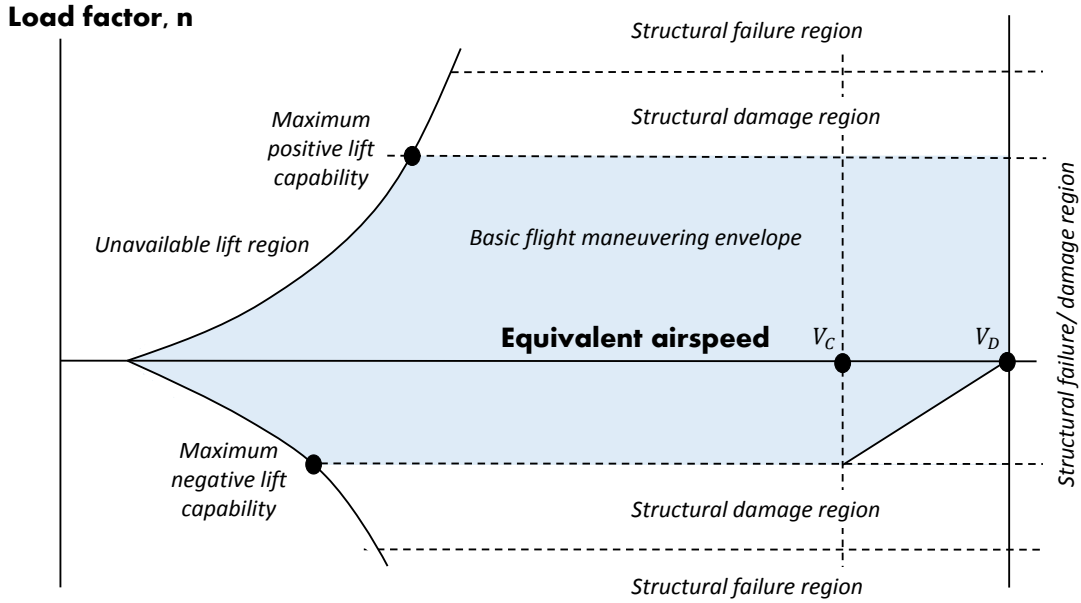 Load factor, n
Structural failure region
Structural damage region
Maximum
positive lift
capability
Unavailable lift region
Basic flight maneuvering envelope
Equivalent airspeed
V_C
V_D
Structural failure/ damage region
Maximum
negative lift
capability
Structural damage region
Structural failure region